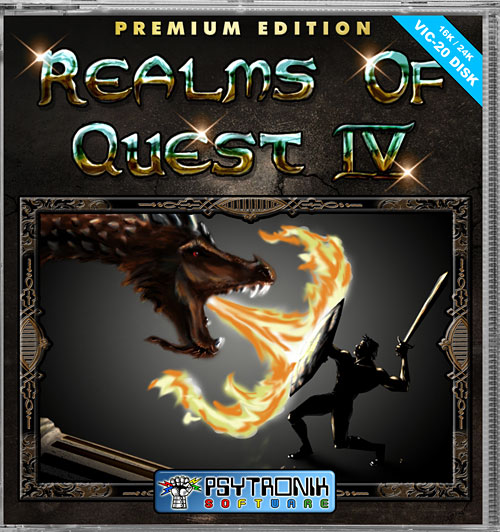 PREMIUM EDITION
16K / 24K
VIC-20 DISK
REALMS OF
QUEST IV
PSYTRONIK
SOFTWARE